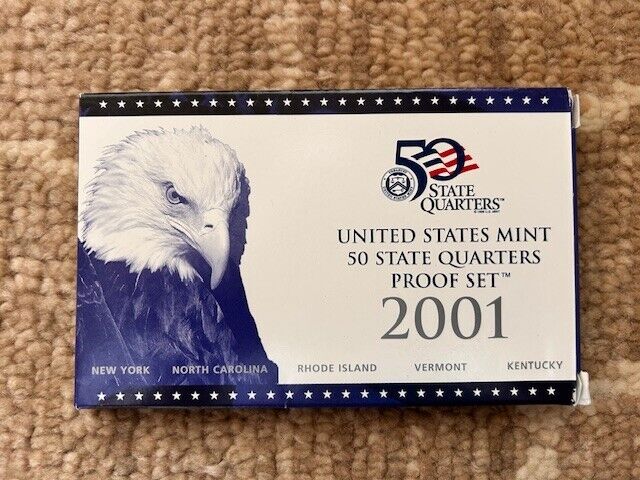 50
STATE
QUARTERS™
UNITED STATES MINT
50 STATE QUARTERS
PROOF SET™
2001
NEW YORK NORTH CAROLINA RHODE ISLAND VERMONT KENTUCKY